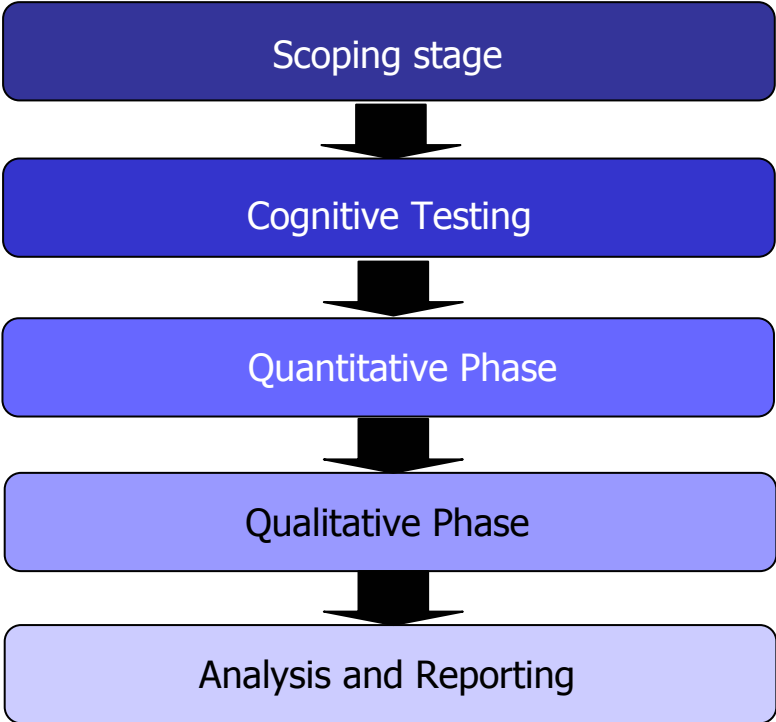 Scoping stage
Cognitive Testing
Quantitative Phase
Qualitative Phase
Analysis and Reporting